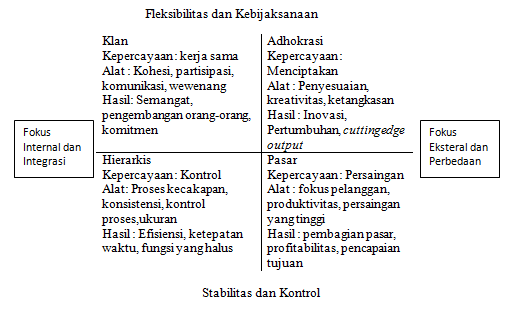 Fleksibilitas dan Kebijaksanaan
Klan
Kepercayaan : kerja sama
Alat : Kohesi, partisipasi,
komunikasi, wewenang
Hasil: Semangat,
pengembangan orang-orang,
komitmen
Adhokrasi
Kepercayaan :
Menciptakan
Alat : Penyesuaian,
kreativitas, ketangkasan
Hasil : Inovasi,
Pertumbuhan, cuttingedge
output
Fokus
Internal dan
Integrasi
Fokus
Eksteral dan
Perbedaan
Hierarkis
Kepercayaan : Kontrol
Alat: Proses kecakapan,
konsistensi, kontrol
proses,ukuran
Hasil : Efisiensi, ketepatan
waktu, fungsi yang halus
Pasar
Kepercayaan : Persaingan
Alat : fokus pelanggan,
produktivitas, persaingan
yang tinggi
Hasil : pembagian pasar,
profitabilitas, pencapaian
tujuan
Stabilitas dan Kontrol